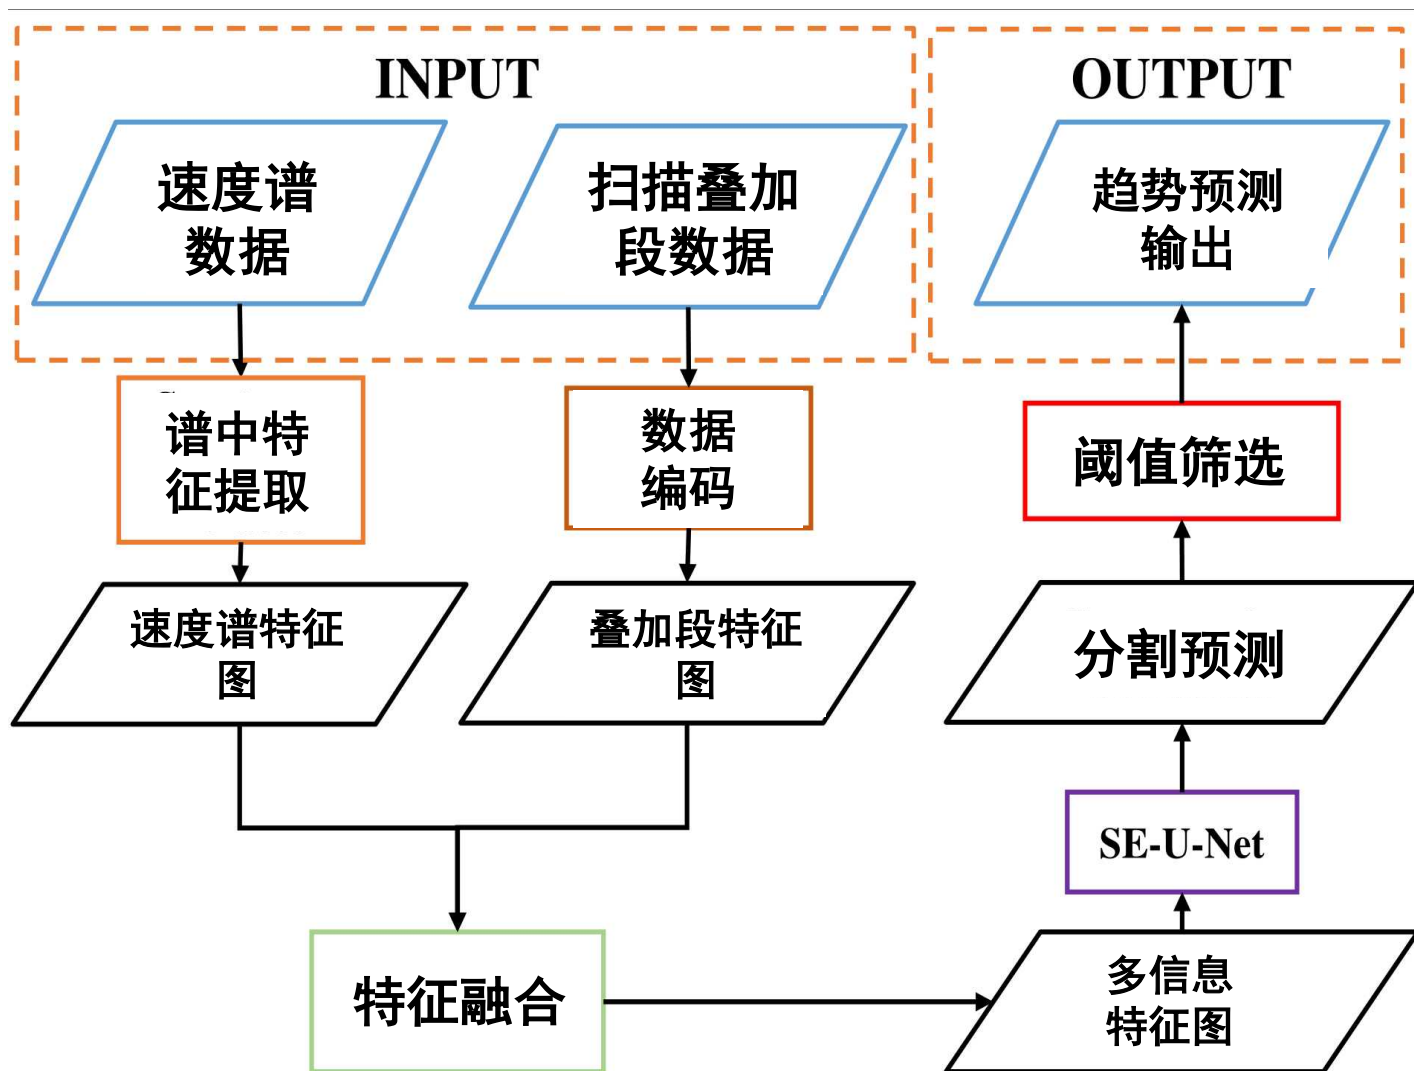 INPUT
速度谱
数据
扫描叠加
段数据
谱中特
征提取
数据
编码
速度谱特征
图
叠加段特征
图
特征融合
OUTPUT
趋势预测
输出
阈值筛选
分割预测
SE-U-Net
多信息
特征图